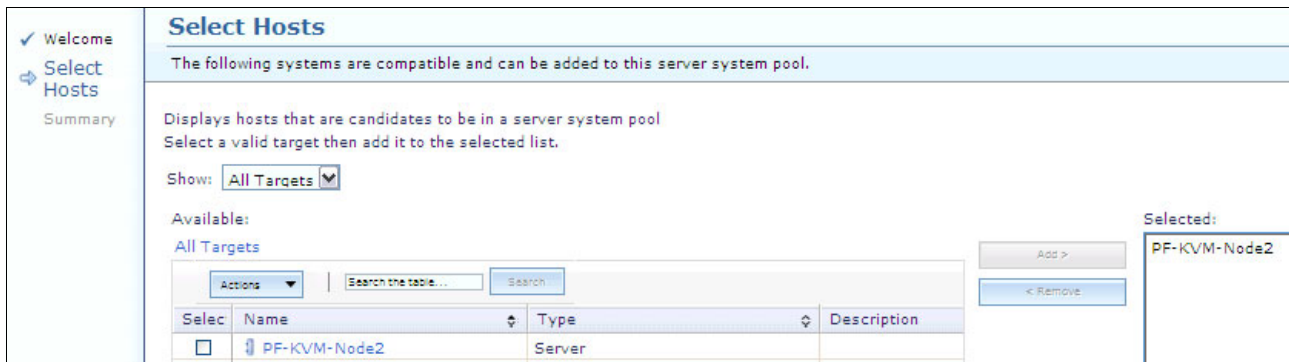 Welcome
Select Hosts
Summary
Select Hosts
The following systems are compatible and can be added to this server system pool.
Displays hosts that are candidates to be in a server system pool
Select a valid target then add it to the selected list.
Show: All Targets
Available:
All Targets
Actions Search the table... Search
Selec Name Type Description
PF-KVM-Node2 Server
Add >
< Remove
Selected:
PF-KVM-Node2